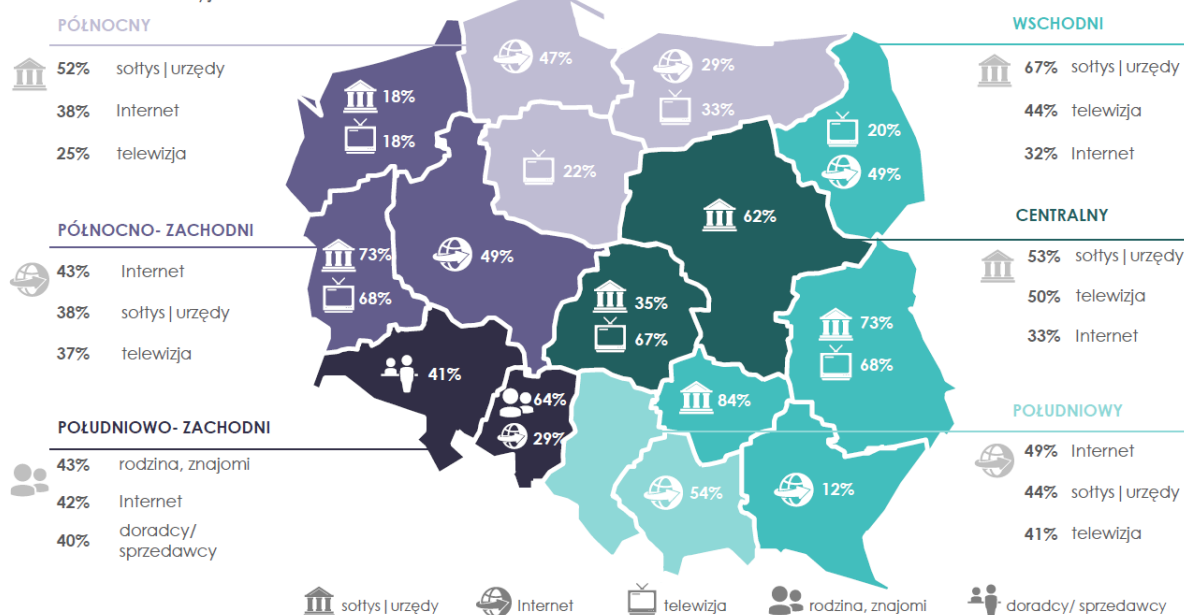 PÓŁNOCNY
52% sołtys|urzędy
38% Internet
25% telewizja
PÓŁNOCNO- ZACHODNI
43% Internet
38% sołtys|urzędy
37% telewizja
POŁUDNIOWO- ZACHODNI
43% rodzina, znajomi
42% Internet
40% doradcy/
sprzedawcy
47%
29%
33%
18%
18%
22%
20%
49%
62%
73%
68%
49%
35%
67%
73%
68%
41%
64%
29%
84%
54%
12%
WSCHODNI
67% sołtys|urzędy
44% telewizja
32% Internet
CENTRALNY
53% sołtys|urzędy
50% telewizja
33% Internet
POŁUDNIOWY
49% Internet
44% sołtys|urzędy
41% telewizja
sołtys|urzędy Internet telewizja rodzina, znajomi doradcy/ sprzedawcy